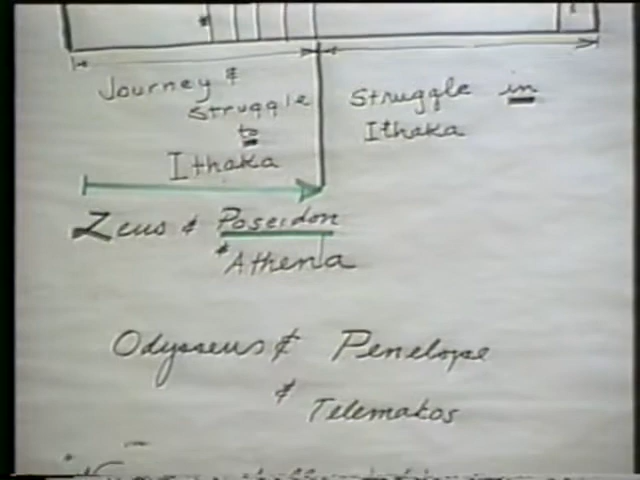 Journey & Struggle in
Struggle Ithaka
to
Ithaka
Zeus & Poseidon
& Athena
Odysseus & Penelope
& Telemakos